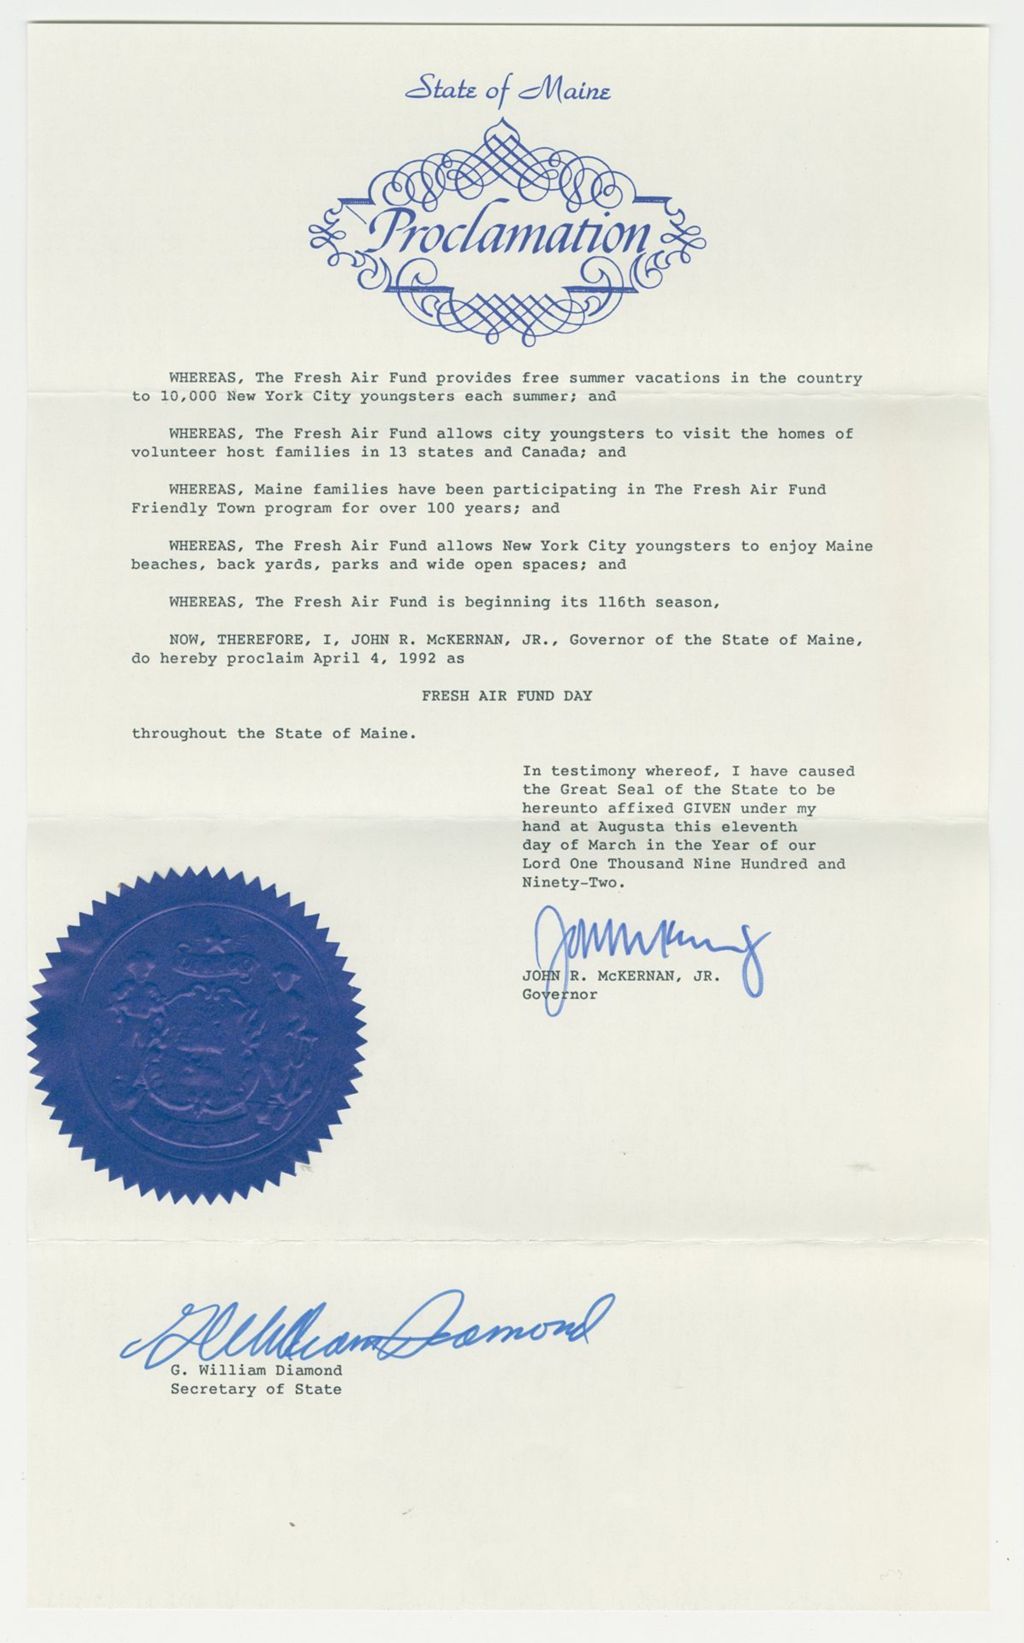 State of Maine
Proclamation
WHEREAS, The Fresh Air Fund provides free summer vacations in the country
to 10,000 New York City youngsters each summer; and
WHEREAS, The Fresh Air Fund allows city youngsters to visit the homes of
volunteer host families in 13 states and Canada; and
WHEREAS, Maine families have been participating in The Fresh Air Fund
Friendly Town program for over 100 years; and
WHEREAS, The Fresh Air Fund allows New York City youngsters to enjoy Maine
beaches, back yards, parks and wide open spaces; and
WHEREAS, The Fresh Air Fund is beginning its 116th season,
NOW, THEREFORE, I, JOHN R. McKERNAN, JR., Governor of the State of Maine,
do hereby proclaim April 4, 1992 as
FRESH AIR FUND DAY
throughout the State of Maine.
In testimony whereof, I have caused
the Great Seal of the State to be
hereunto affixed GIVEN under my
hand at Augusta this eleventh
day of March in the Year of our
Lord One Thousand Nine Hundred and
Ninety-Two.
John McKernan Jr
JOHN R. McKERNAN, JR.
Governor
G William Diamond
G. William Diamond
Secretary of State